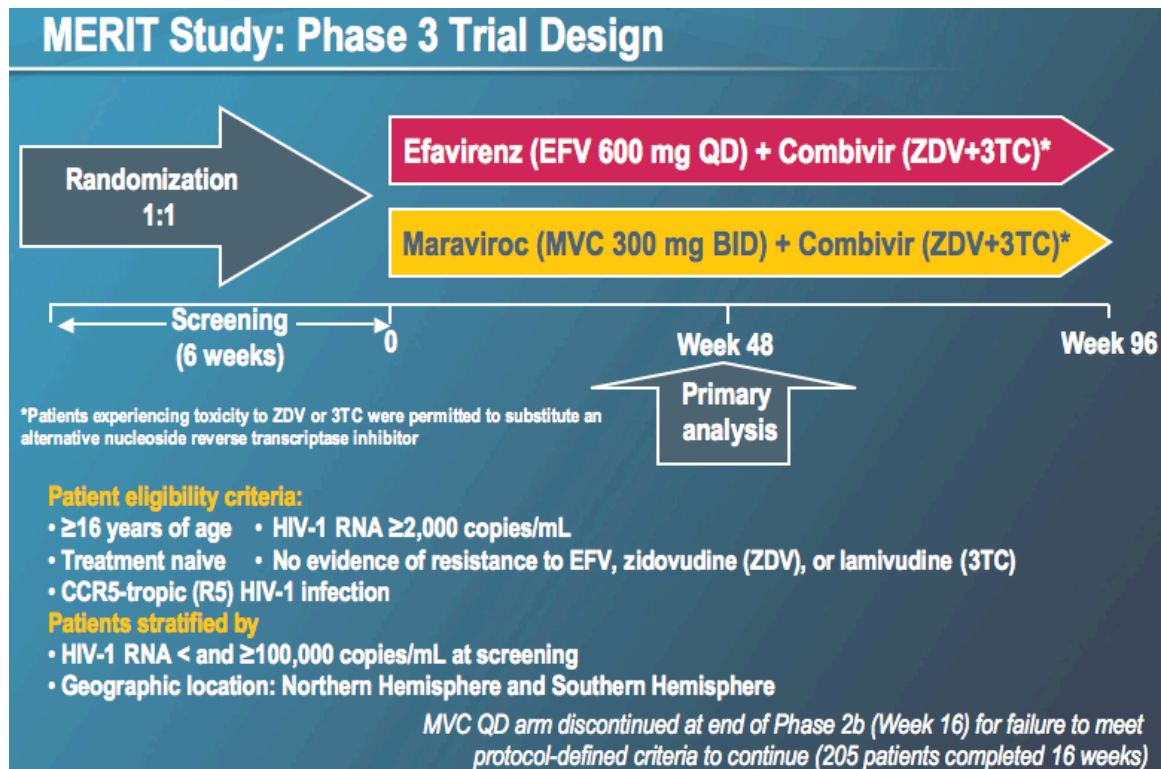 MERIT Study: Phase 3 Trial Design
Randomization
1:1
Efavirenz (EFV 600 mg QD) + Combivir (ZDV+3TC)*
Maraviroc (MVC 300 mg BID) + Combivir (ZDV+3TC)*
Screening
(6 weeks)
0
Week 48
Week 96
Primary
analysis
*Patients experiencing toxicity to ZDV or 3TC were permitted to substitute an
alternative nucleoside reverse transcriptase inhibitor
Patient eligibility criteria:
• ≥16 years of age • HIV-1 RNA ≥2,000 copies/mL
• Treatment naive • No evidence of resistance to EFV, zidovudine (ZDV), or lamivudine (3TC)
• CCR5-tropic (R5) HIV-1 infection
Patients stratified by
• HIV-1 RNA < and ≥100,000 copies/mL at screening
• Geographic location: Northern Hemisphere and Southern Hemisphere
MVC QD arm discontinued at end of Phase 2b (Week 16) for failure to meet
protocol-defined criteria to continue (205 patients completed 16 weeks)